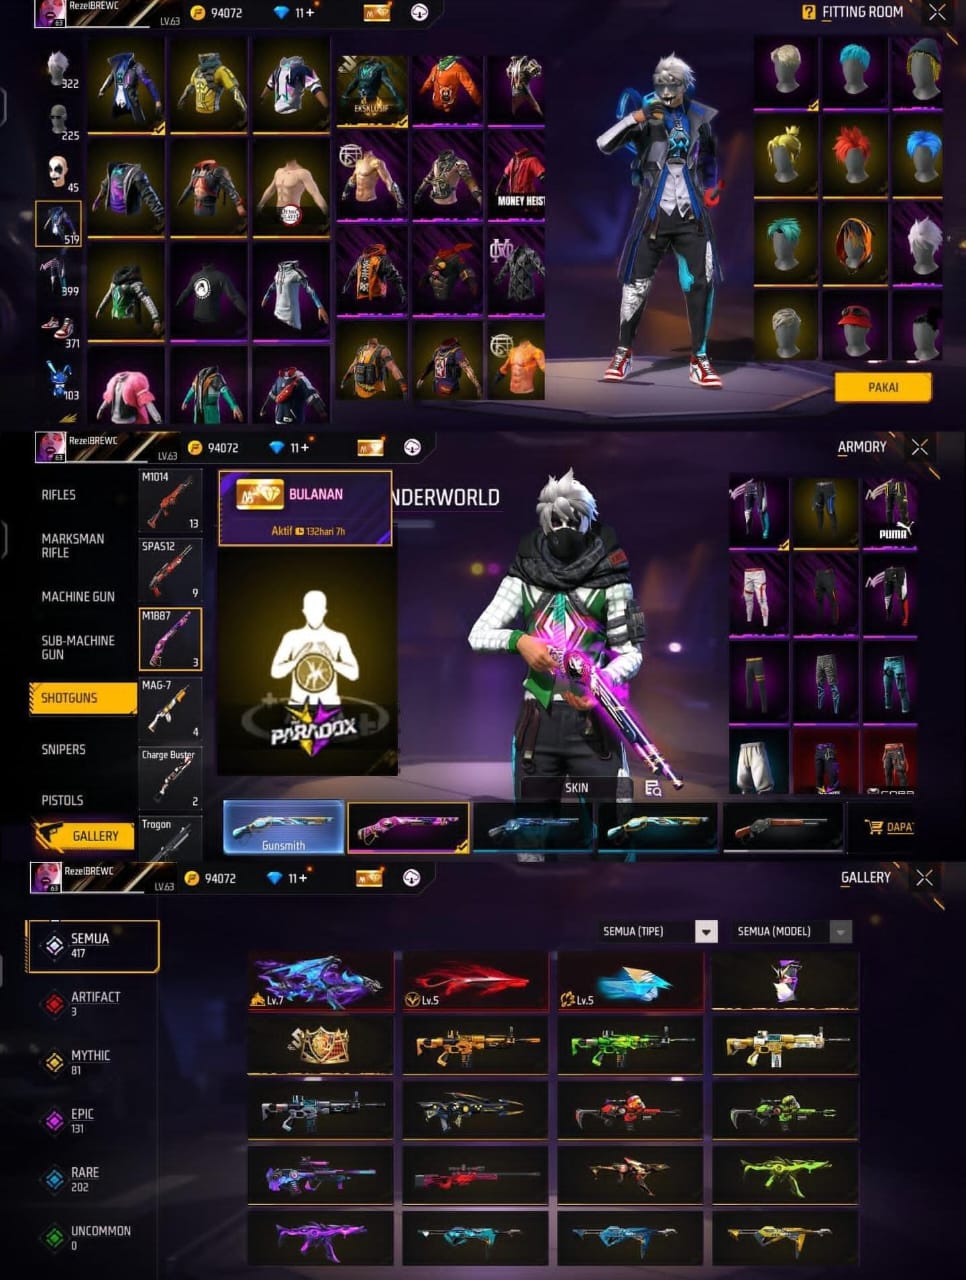 RezelBREWC
63
LV.63
94072
11+
? FITTING ROOM
322
225
45
519
399
371
103
EKSKLUSIF
MONEY HEIST
PAKAI
RezelBREWC
63
LV.63
94072
11+
ARMORY
RIFLES
MARKSMAN
RIFLE
MACHINE GUN
SUB-MACHINE
GUN
SHOTGUNS
SNIPERS
PISTOLS
GALLERY
M1014
13
SPAS12
9
M1887
3
MAG-7
4
Charge Buster
2
Trogon
BULANAN
Aktif 132hari 7h
NDERWORLD
PARADOX
PUMA
SKIN
Gunsmith
DAPAT
RezelBREWC
63
LV.63
94072
11+
GALLERY
SEMUA
417
ARTIFACT
3
MYTHIC
81
EPIC
131
RARE
202
UNCOMMON
0
SEMUA (TIPE)
SEMUA (MODEL)
Lv.7
Lv.5
Lv.5